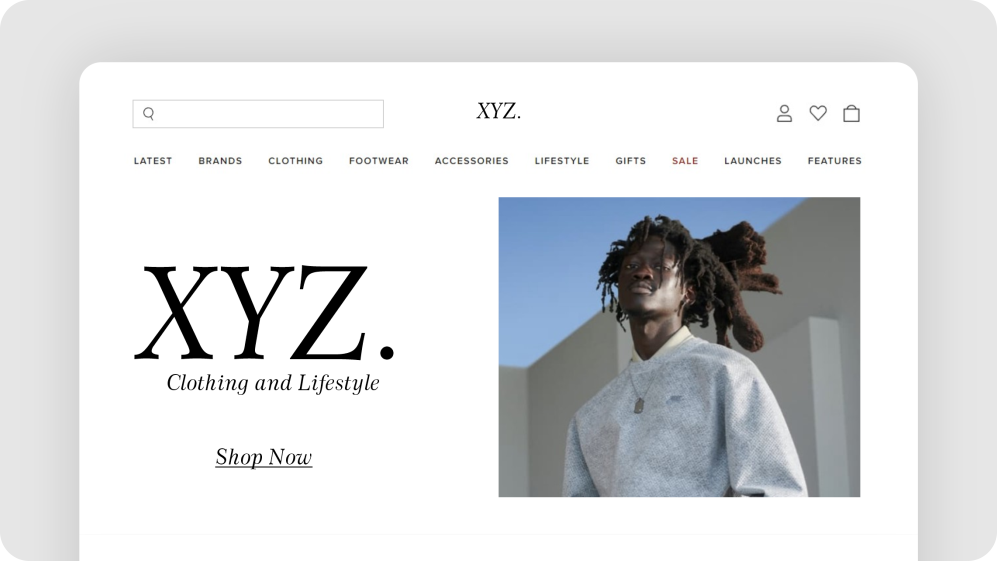 XYZ.
LATEST BRANDS CLOTHING FOOTWEAR ACCESSORIES LIFESTYLE GIFTS SALE LAUNCHES FEATURES
XYZ.
Clothing and Lifestyle
Shop Now